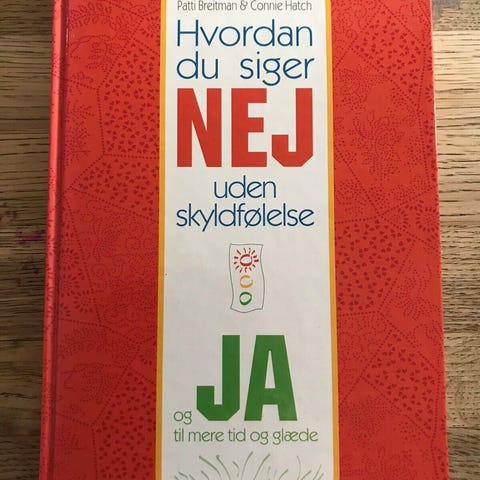 Patti Breitman & Connie Hatch
Hvordan
du siger
NEJ
uden
skyldfølelse
JA
og
til mere tid og glæde